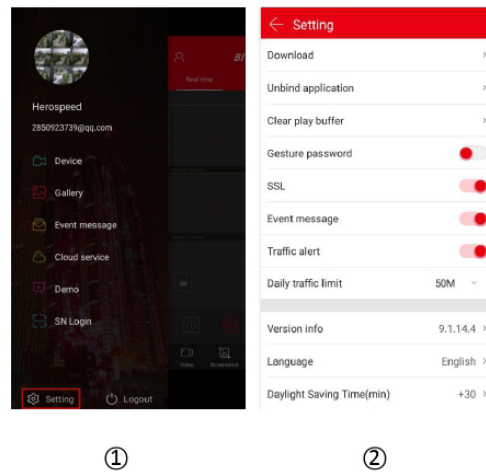 BI
Real time
Herospeed
2850923739@qq.com
Device
Gallery
Event message
Cloud service
Demo
SN Login
Video Screenshot
Setting Logout
①
Setting
Download
Unbind application
Clear play buffer
Gesture password
SSL
Event message
Traffic alert
Daily traffic limit 50M
Version info 9.1.14.4
Language English
Daylight Saving Time(min) +30
②